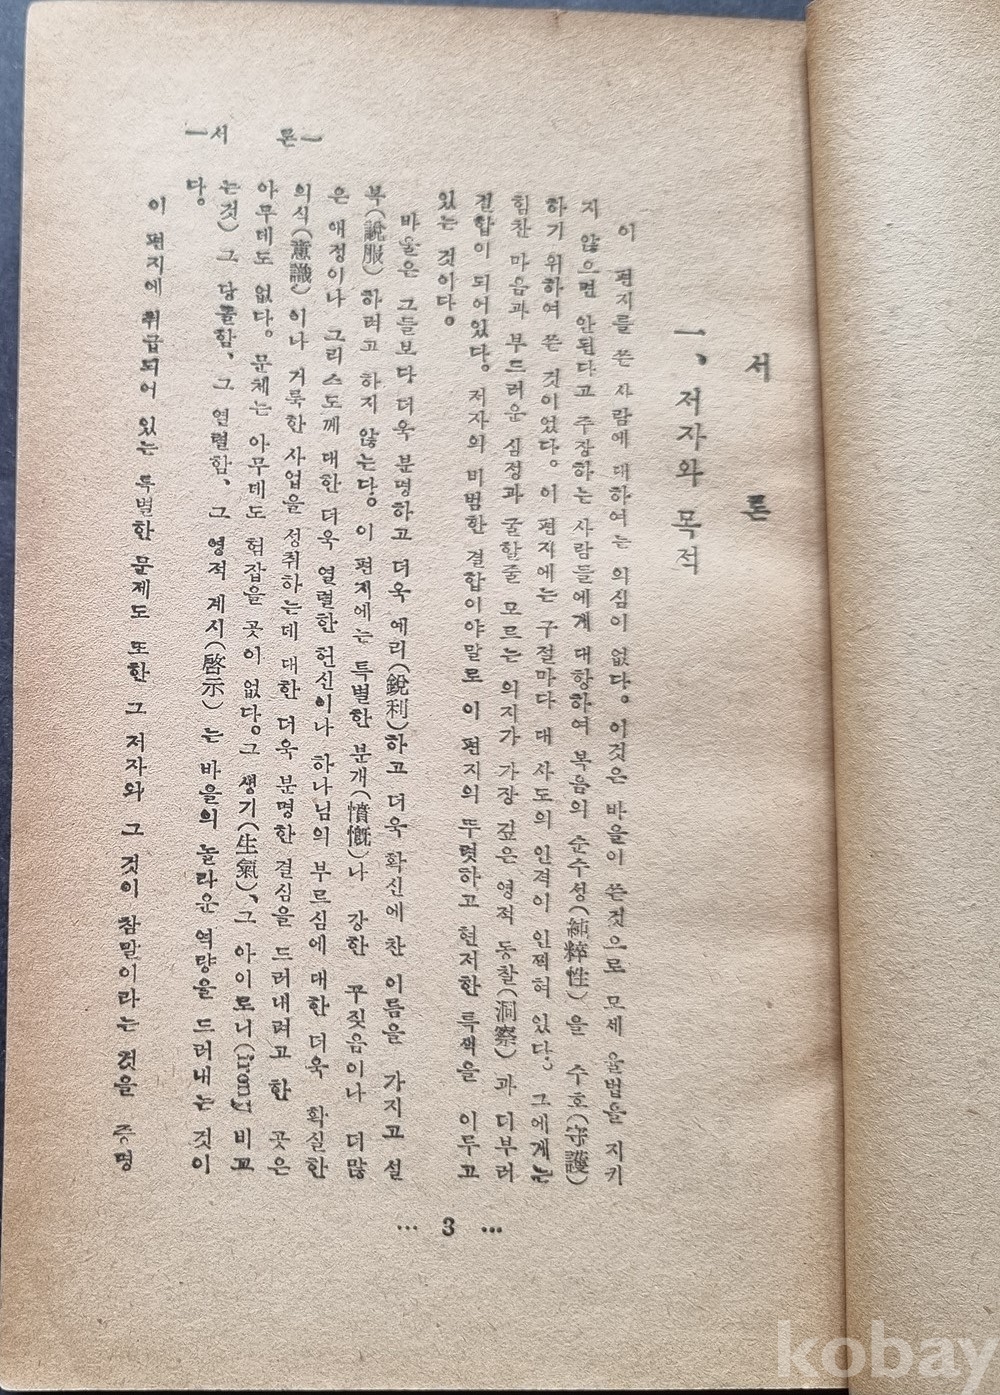 서 론
一、저자와 목적
이 편지를 쓴 사람에 대하여는 의심이 없다。이것은 바울이 쓴것으로 모세 율법을 지키
지 않으면 안된다고 주장하는 사람들에게 대항하여 복음의 순수성(純粹性)을 수호(守護)
하기 위하여 쓴 것이었다。이 편지에는 구절마다 대 사도의 인격이 인찍혀 있다。그에게는
힘찬 마음과 부드러운 심정과 굴할줄 모르는 의지가 가장 깊은 영적 동찰(洞察)과 더부러
결합이 되어있다。저자의 비범한 결합이야말로 이 편지의 뚜렷하고 현저한 특색을 이루고
있는 것이다。
바울은 그들보다 더욱 분명하고 더욱 예리(銳利)하고 더욱 확신에 찬 이름을 가지고 설
복(說服)하려고 하지 않는다。이 편지에는 특별한 분개(憤慨)나 강한 꾸짖음이나 더많
은 애정이나 그리스도께 대한 더욱 열렬한 헌신이나 하나님의 부르심에 대한 더욱 확실한
의식(意識)이나 거룩한 사업을 성취하는데 대한 더욱 분명한 결심을 드러내려고 한 곳은
아무데도 없다。문체는 아무데도 험잡을 곳이 없다。그 생기(生氣)、그 아이로니(irony 비꼬
는것) 그 당돌함、그 열렬함、그 영적 계시(啓示)는 바울의 놀라운 역량을 드러내는 것이
다。
이 편지에 취급되어 있는 특별한 문제도 또한 그 저자와 그것이 참말이라는 것을 증명
—서 론—
… 3 …
kobay